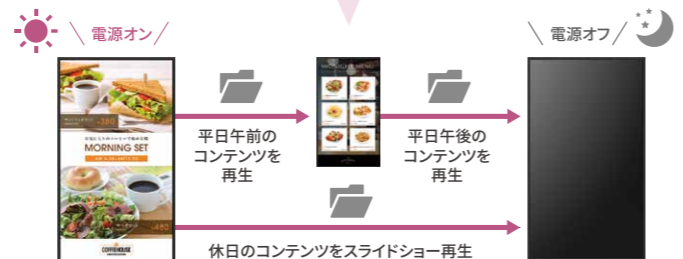 電源オン
電源オフ
380
MORNING SET
480
COFFEE HOUSE
平日午前の
コンテンツを
再生
平日午後の
コンテンツを
再生
休日のコンテンツをスライドショー再生